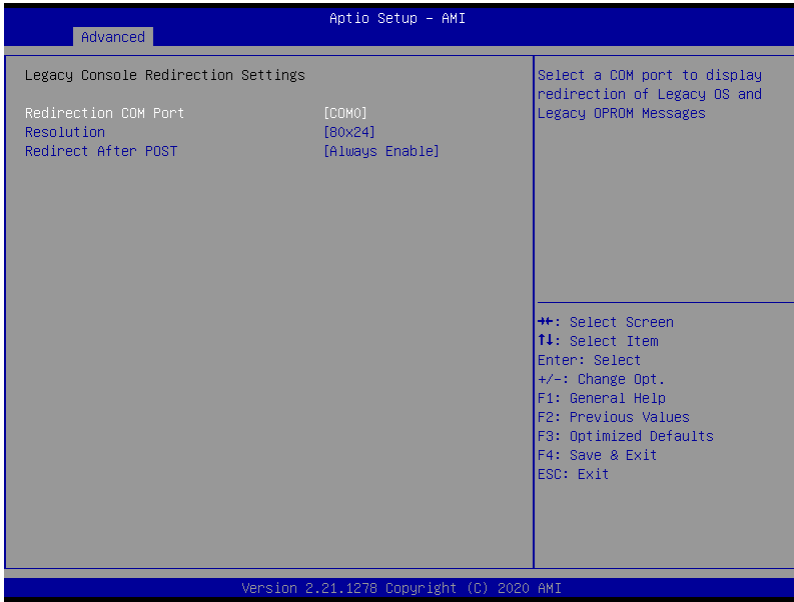 Aptio Setup – AMI
Advanced
Legacy Console Redirection Settings
Redirection COM Port [COM0]
Resolution [80x24]
Redirect After POST [Always Enable]
Select a COM port to display
redirection of Legacy OS and
Legacy OPROM Messages
→←: Select Screen
↑↓: Select Item
Enter: Select
+/-: Change Opt.
F1: General Help
F2: Previous Values
F3: Optimized Defaults
F4: Save & Exit
ESC: Exit
Version 2.21.1278 Copyright (C) 2020 AMI